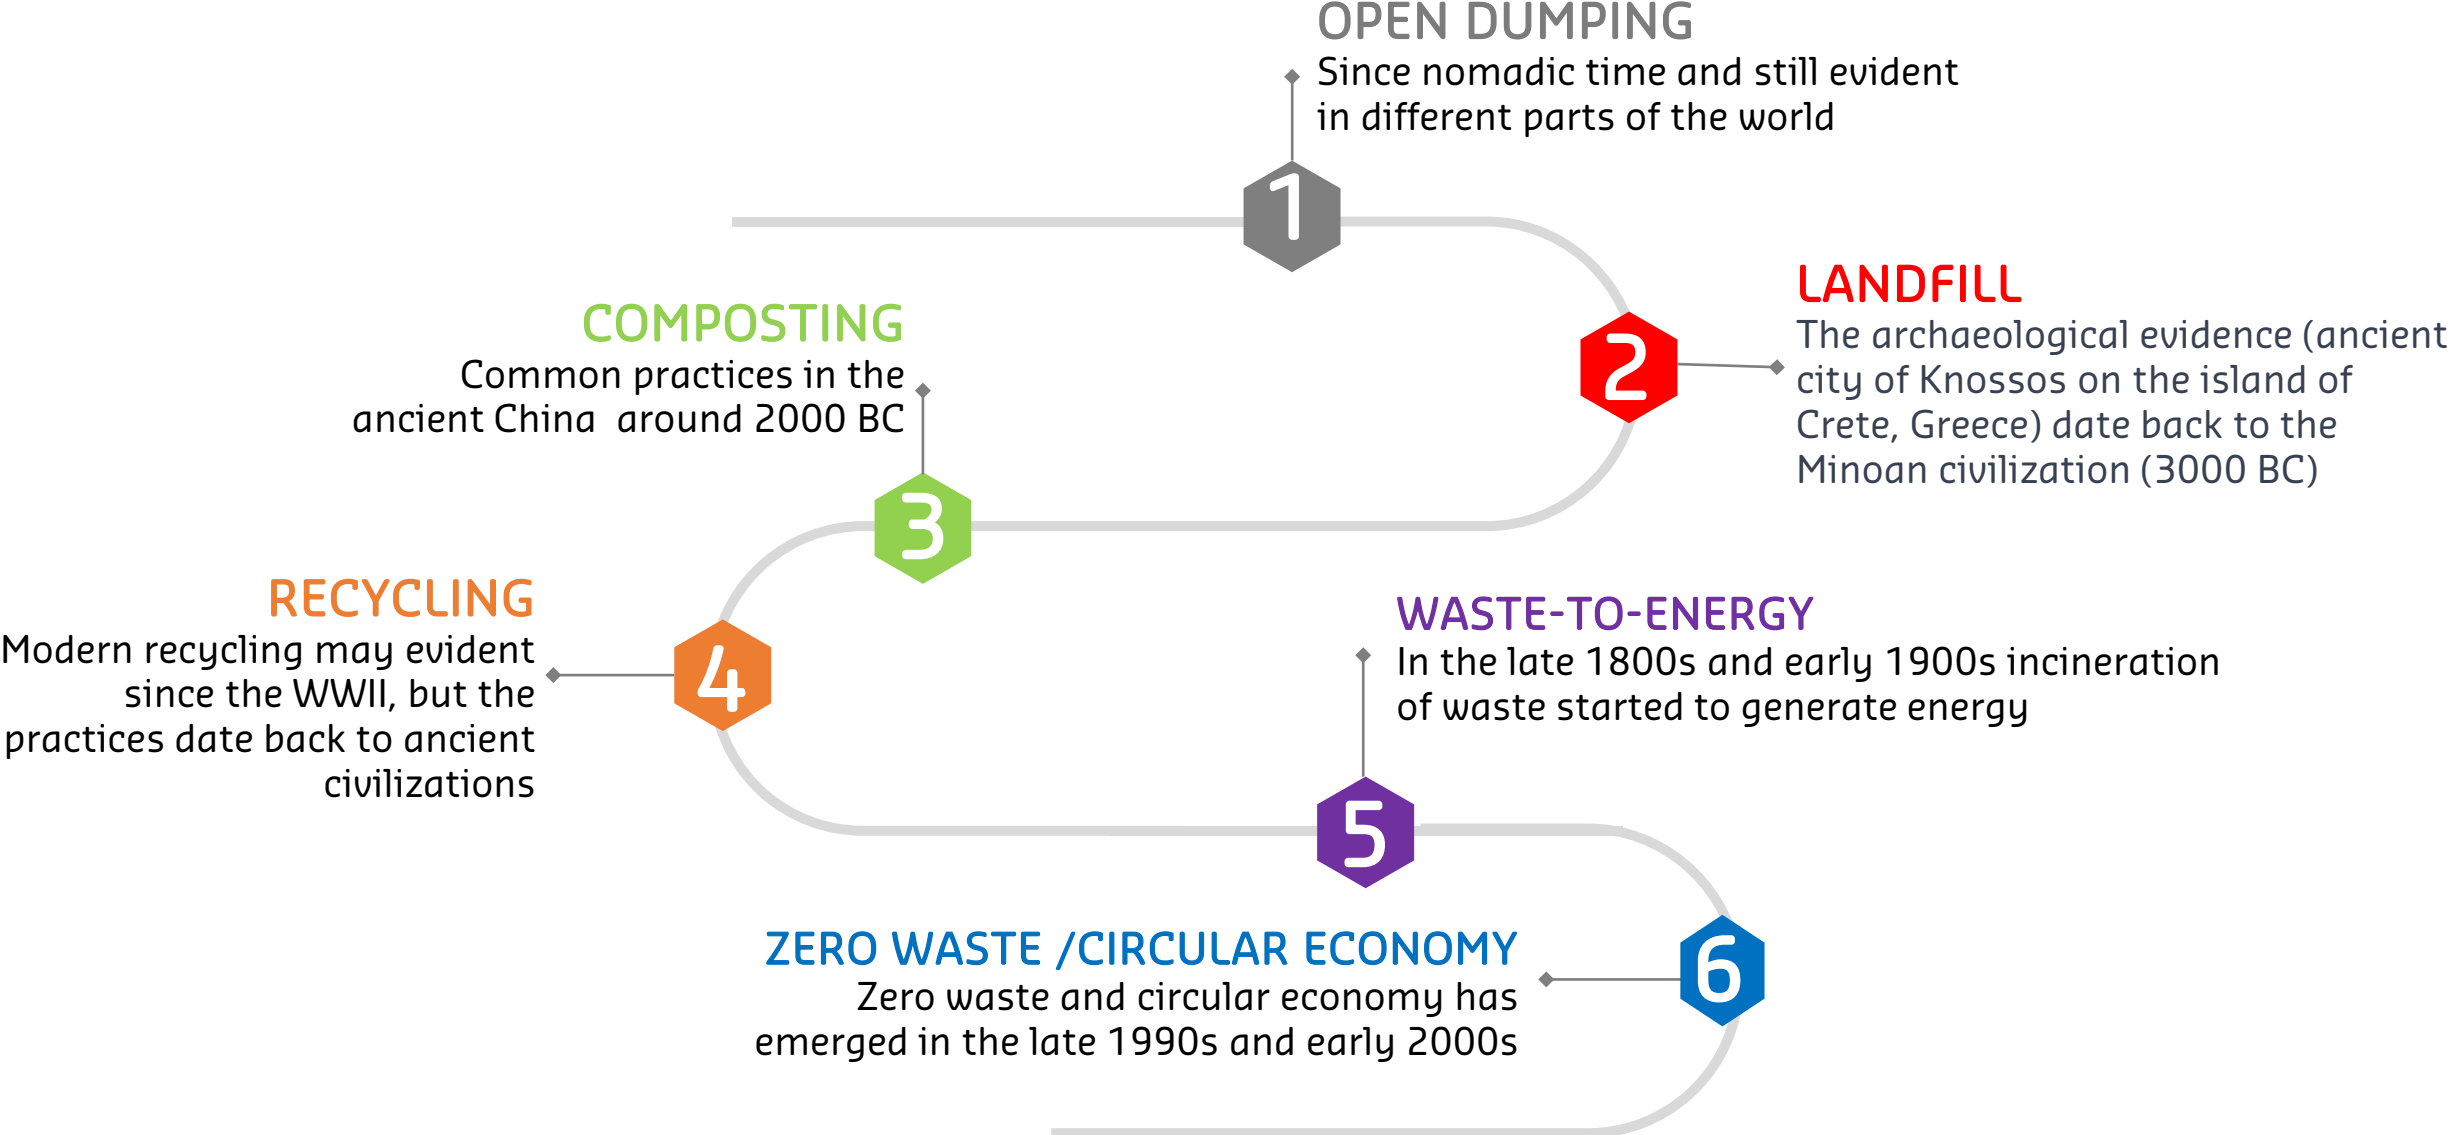 OPEN DUMPING
Since nomadic time and still evident
in different parts of the world
1
LANDFILL
The archaeological evidence (ancient
city of Knossos on the island of
Crete, Greece) date back to the
Minoan civilization (3000 BC)
2
COMPOSTING
Common practices in the
ancient China  around 2000 BC
3
RECYCLING
Modern recycling may evident
since the WWII, but the
practices date back to ancient
civilizations
4
WASTE-TO-ENERGY
In the late 1800s and early 1900s incineration
of waste started to generate energy
5
ZERO WASTE /CIRCULAR ECONOMY
Zero waste and circular economy has
emerged in the late 1990s and early 2000s
6